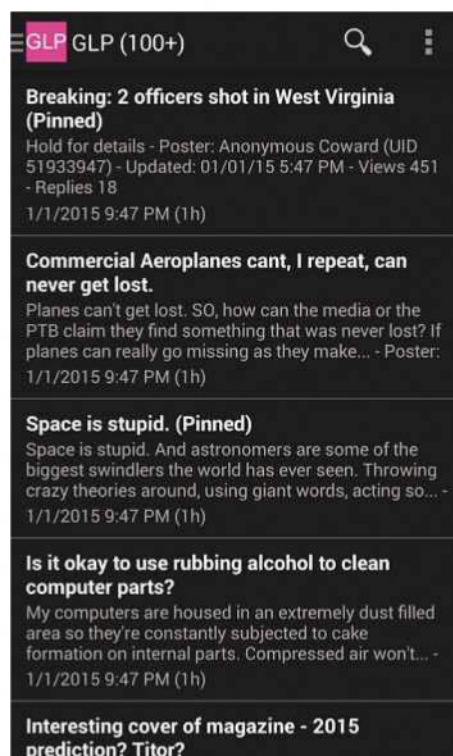 GLP GLP (100+)
Breaking: 2 officers shot in West Virginia
(Pinned)
Hold for details - Poster: Anonymous Coward (UID
51933947) - Updated: 01/01/15 5:47 PM - Views 451
- Replies 18
1/1/2015 9:47 PM (1h)
Commercial Aeroplanes cant, I repeat, can
never get lost.
Planes can't get lost. SO, how can the media or the
PTB claim they find something that was never lost? If
planes can really go missing as they make... - Poster:
1/1/2015 9:47 PM (1h)
Space is stupid. (Pinned)
Space is stupid. And astronomers are some of the
biggest swindlers the world has ever seen. Throwing
crazy theories around, using giant words, acting so... -
1/1/2015 9:47 PM (1h)
Is it okay to use rubbing alcohol to clean
computer parts?
My computers are housed in an extremely dust filled
area so they're constantly subjected to cake
formation on internal parts. Compressed air won't... -
1/1/2015 9:47 PM (1h)
Interesting cover of magazine - 2015
prediction? Titor?